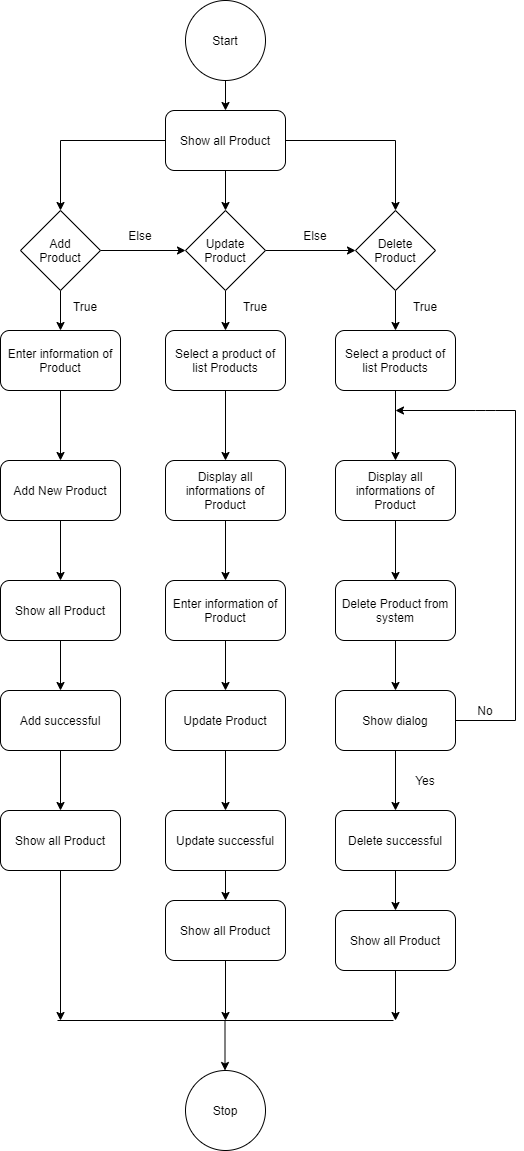 Start
Show all Product
Add
Product
Else
Update
Product
Else
Delete
Product
True
True
True
Enter information of
Product
Select a product of
list Products
Select a product of
list Products
Add New Product
Display all
informations of
Product
Display all
informations of
Product
Show all Product
Enter information of
Product
Delete Product from
system
Add successful
Update Product
Show dialog
No
Yes
Show all Product
Update successful
Delete successful
Show all Product
Show all Product
Stop